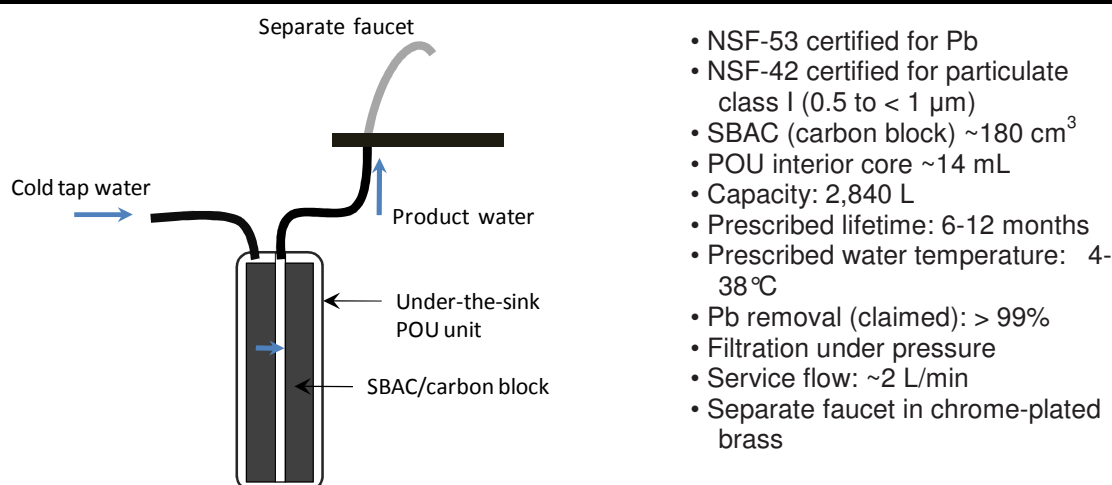 Separate faucet
Cold tap water
Product water
Under-the-sink
POU unit
SBAC/carbon block
• NSF-53 certified for Pb
• NSF-42 certified for particulate
class I (0.5 to < 1 µm)
• SBAC (carbon block) ~180 cm³
• POU interior core ~14 mL
• Capacity: 2,840 L
• Prescribed lifetime: 6-12 months
• Prescribed water temperature: 4-
38°C
• Pb removal (claimed): > 99%
• Filtration under pressure
• Service flow: ~2 L/min
• Separate faucet in chrome-plated
brass